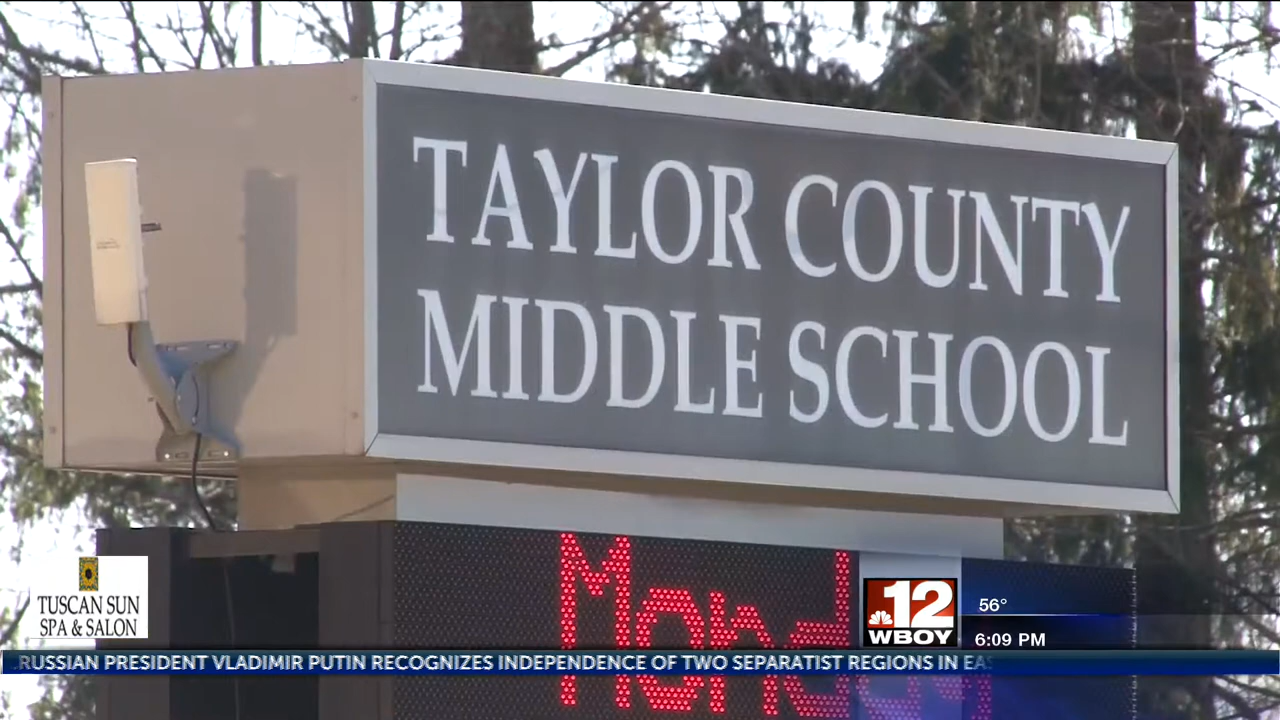 TAYLOR COUNTY
MIDDLE SCHOOL
Monday
TUSCAN SUN
SPA & SALON
12
WBOY
56°
6:09 PM
RUSSIAN PRESIDENT VLADIMIR PUTIN RECOGNIZES INDEPENDENCE OF TWO SEPARATIST REGIONS IN